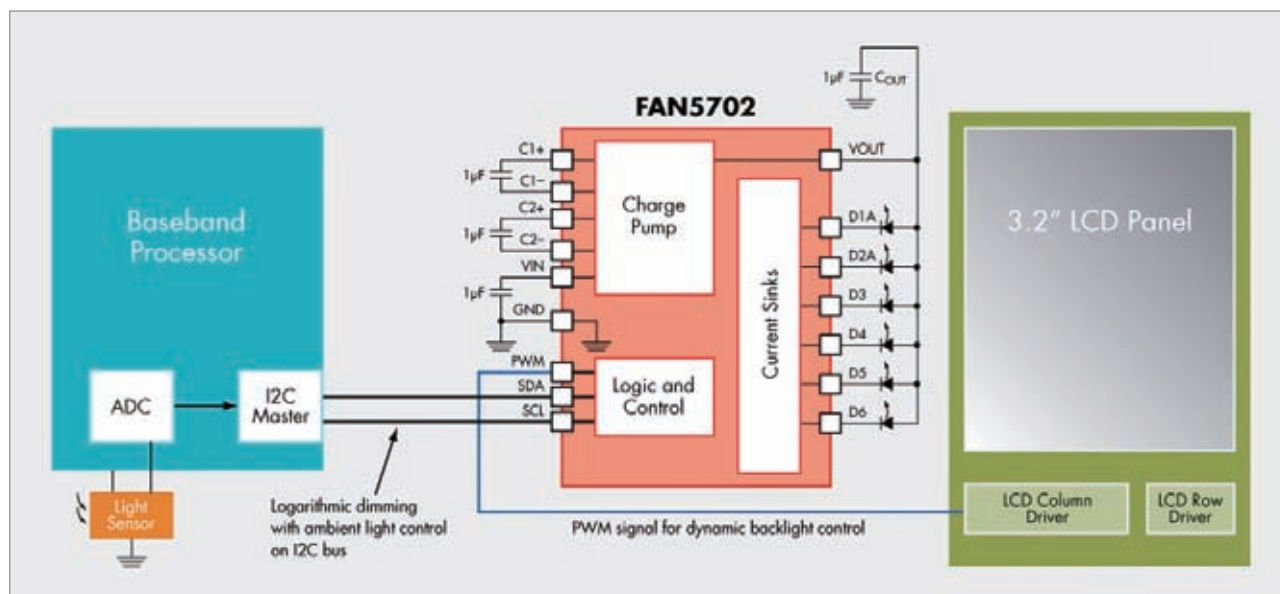 FAN5702
1µF
COUT
Baseband
Processor
ADC
I2C
Master
Light
Sensor
Logarithmic dimming
with ambient light control
on I2C bus
C1+
1µF
C1−
C2+
1µF
C2−
VIN
1µF
GND
PWM
SDA
SCL
Charge
Pump
Logic and
Control
Current Sinks
VOUT
D1A
D2A
D3
D4
D5
D6
PWM signal for dynamic backlight control
3.2” LCD Panel
LCD Column
Driver
LCD Row
Driver